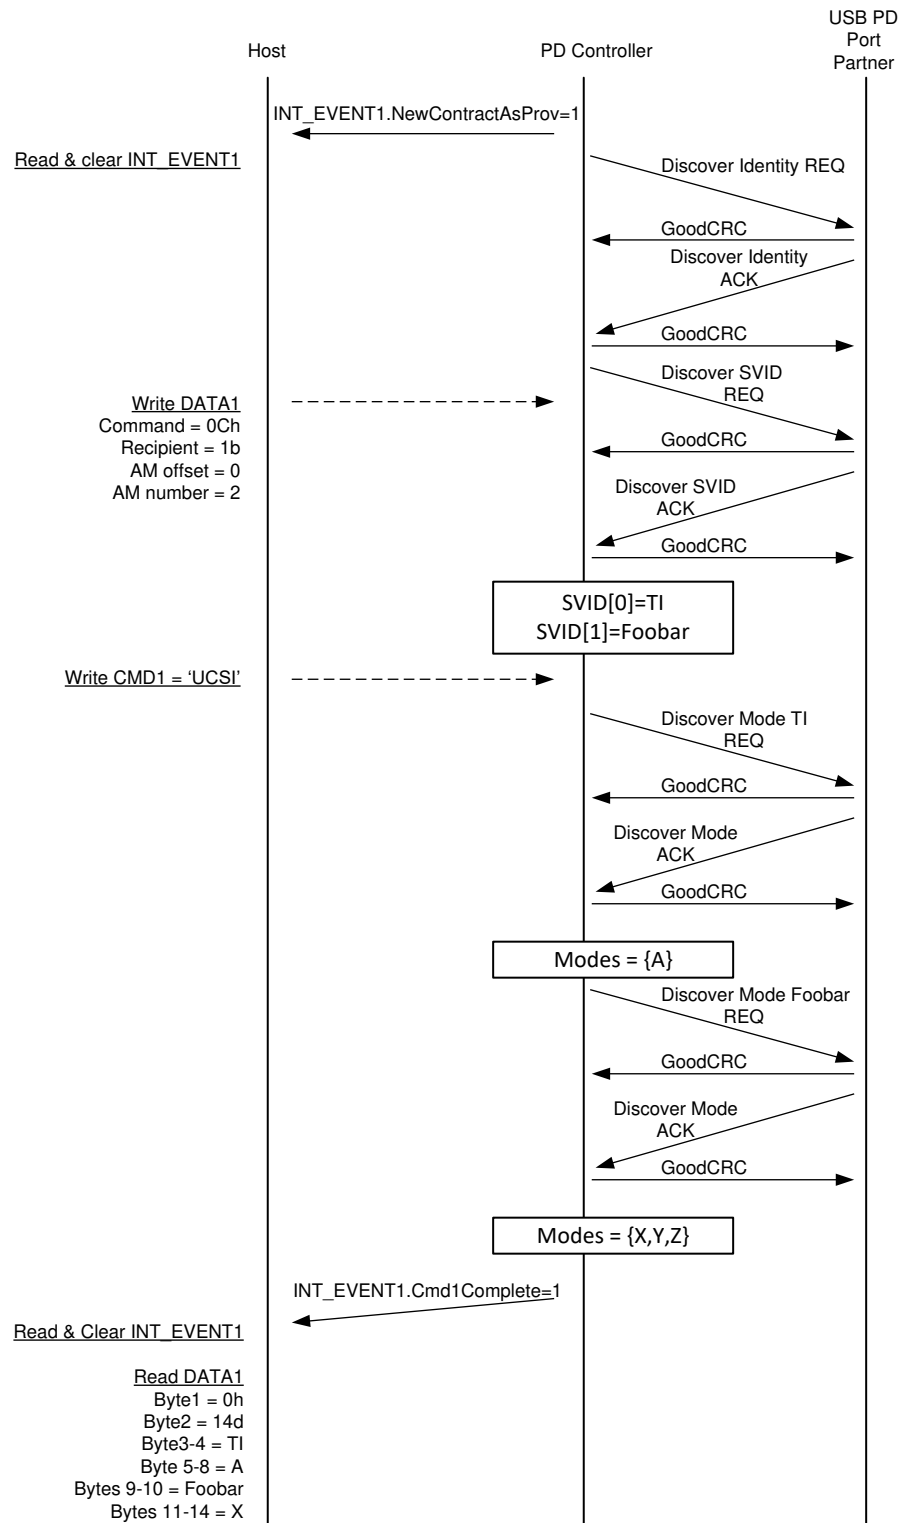 USB PD
Port
Partner
Host
PD Controller
INT_EVENT1.NewContractAsProv=1
Read & clear INT_EVENT1
Discover Identity REQ
GoodCRC
Discover Identity
ACK
GoodCRC
Discover SVID
REQ
Write DATA1
Command = 0Ch
Recipient = 1b
AM offset = 0
AM number = 2
GoodCRC
Discover SVID
ACK
GoodCRC
SVID[0]=TI
SVID[1]=Foobar
Write CMD1 = ‘UCSI’
Discover Mode TI
REQ
GoodCRC
Discover Mode
ACK
GoodCRC
Modes = {A}
Discover Mode Foobar
REQ
GoodCRC
Discover Mode
ACK
GoodCRC
Modes = {X,Y,Z}
INT_EVENT1.Cmd1Complete=1
Read & Clear INT_EVENT1
Read DATA1
Byte1 = 0h
Byte2 = 14d
Byte3-4 = TI
Byte 5-8 = A
Bytes 9-10 = Foobar
Bytes 11-14 = X